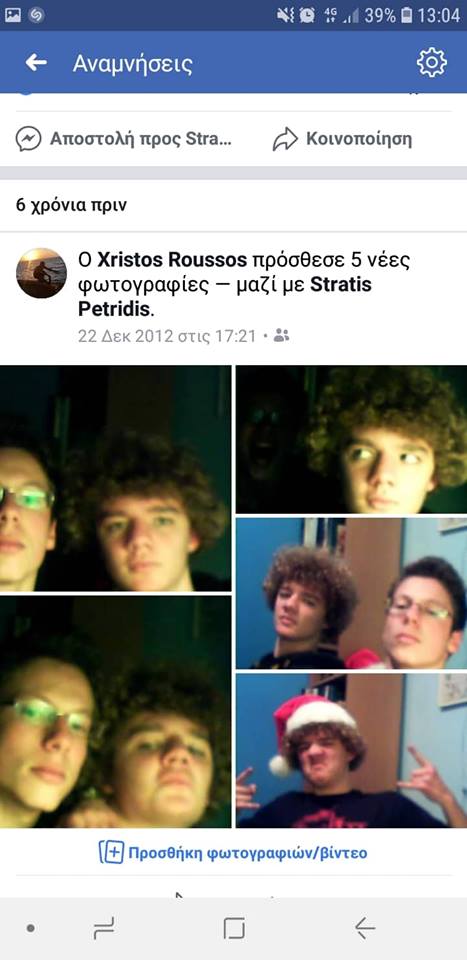 4G 39% 13:04
Αναμνήσεις
Αποστολή προς Stra... Κοινοποίηση
6 χρόνια πριν
Ο Xristos Roussos πρόσθεσε 5 νέες
φωτογραφίες — μαζί με Stratis
Petridis.
22 Δεκ 2012 στις 17:21 •
Προσθήκη φωτογραφιών/βίντεο